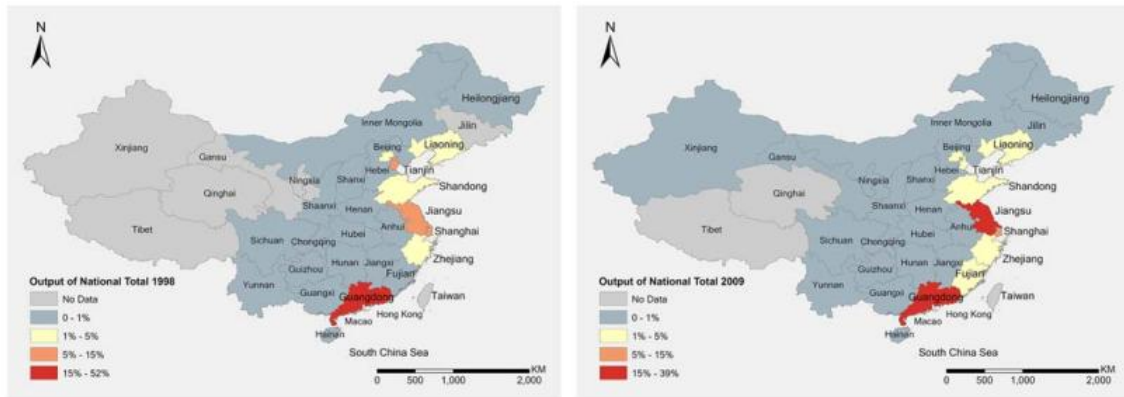 N
Heilongjiang
Jilin
Inner Mongolia
Liaoning
Beijing
Xinjiang
Gansu
Hebei
Tianjin
Ningxia
Shanxi
Shandong
Qinghai
Shaanxi
Henan
Jiangsu
Tibet
Anhui
Shanghai
Hubei
Sichuan
Chongqing
Zhejiang
Hunan
Jiangxi
Guizhou
Fujian
Yunnan
Guangxi
Guangdong
Taiwan
Hong Kong
Macao
Hainan
South China Sea
Output of National Total 1998
No Data
0 - 1%
1% - 5%
5% - 15%
15% - 52%
KM
0 500 1,000 2,000
N
Heilongjiang
Jilin
Inner Mongolia
Liaoning
Beijing
Xinjiang
Gansu
Hebei
Tianjin
Ningxia
Shanxi
Shandong
Qinghai
Shaanxi
Henan
Jiangsu
Tibet
Anhui
Shanghai
Hubei
Sichuan
Chongqing
Zhejiang
Hunan
Jiangxi
Guizhou
Fujian
Yunnan
Guangxi
Guangdong
Taiwan
Hong Kong
Macao
Hainan
South China Sea
Output of National Total 2009
No Data
0 - 1%
1% - 5%
5% - 15%
15% - 39%
KM
0 500 1,000 2,000